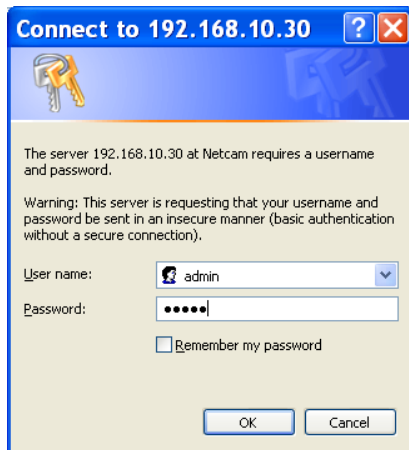 Connect to 192.168.10.30
The server 192.168.10.30 at Netcam requires a username
and password.
Warning: This server is requesting that your username and
password be sent in an insecure manner (basic authentication
without a secure connection).
User name: admin
Password: •••••
Remember my password
OK Cancel